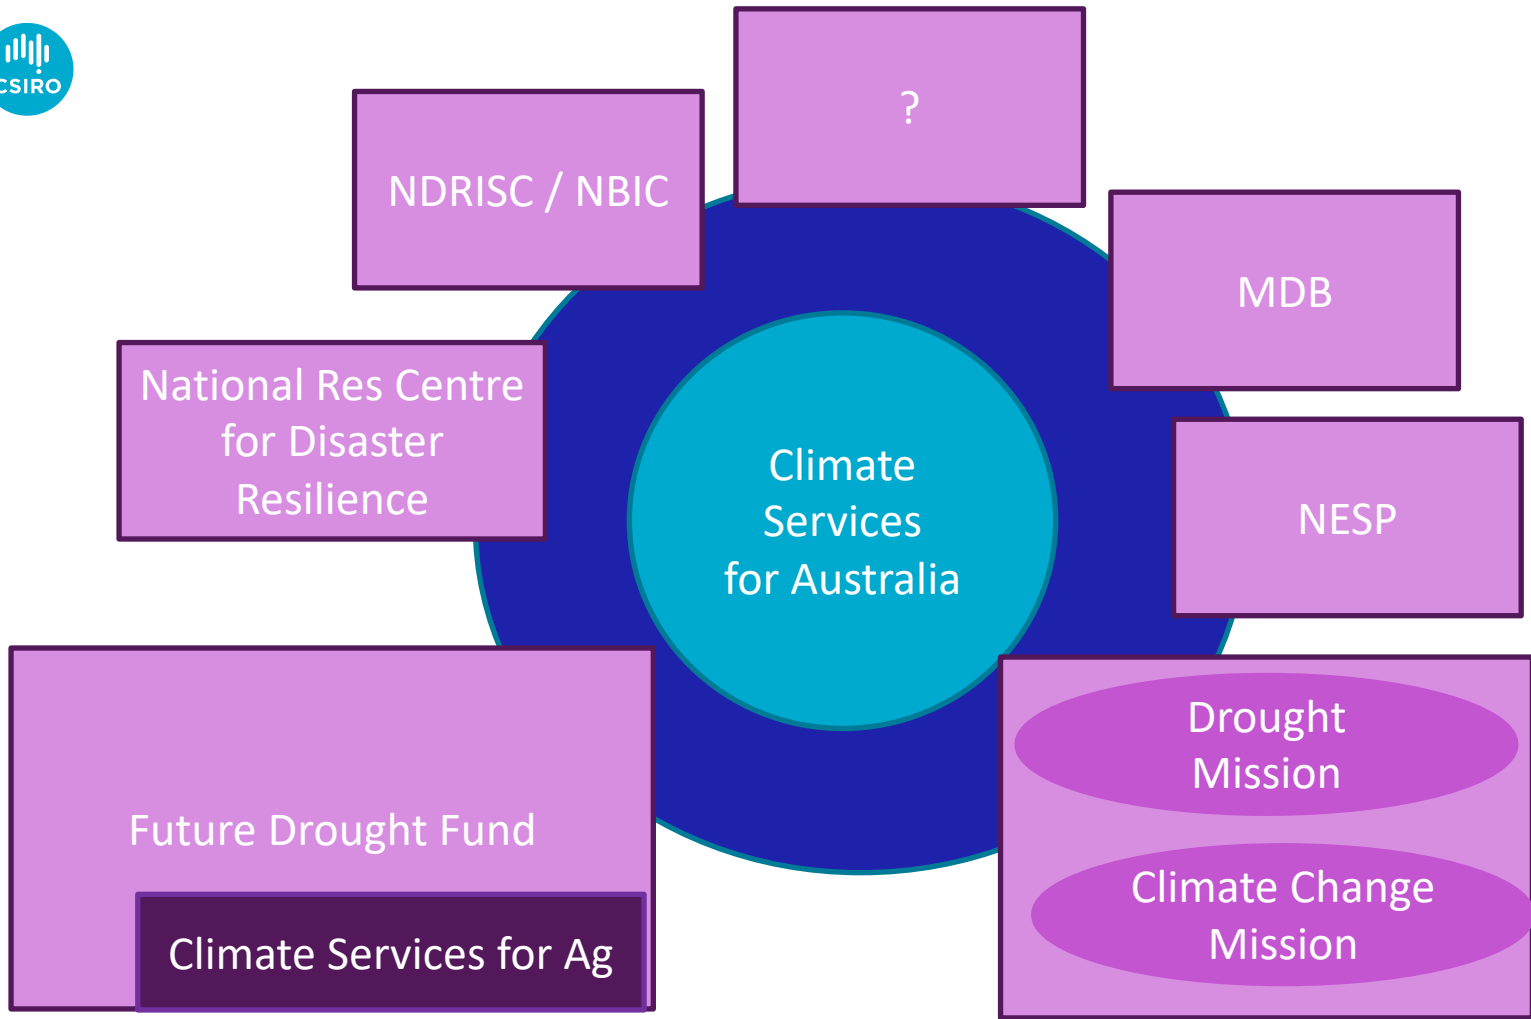 CSIRO
?
NDRISC / NBIC
MDB
National Res Centre
for Disaster
Resilience
Climate
Services
for Australia
NESP
Future Drought Fund
Climate Services for Ag
Drought
Mission
Climate Change
Mission